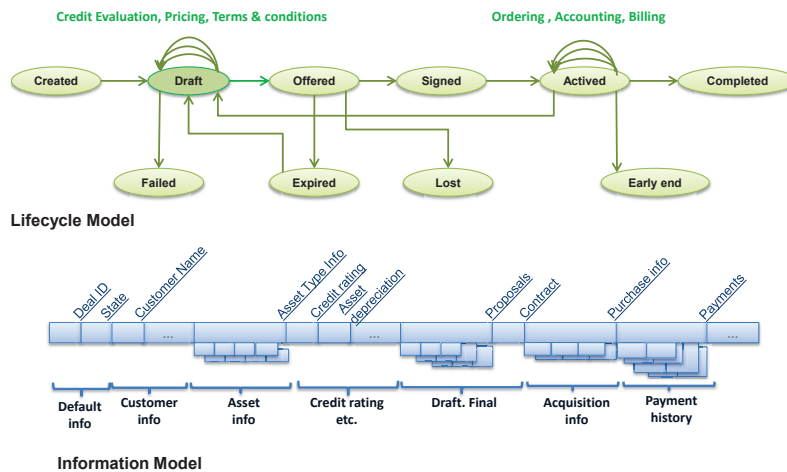 Credit Evaluation, Pricing, Terms & conditions
Ordering , Accounting, Billing
Created
Draft
Offered
Signed
Actived
Completed
Failed
Expired
Lost
Early end
Lifecycle Model
Deal ID
State
Customer Name
Asset Type Info
Credit rating
Asset
depreciation)
Proposals
Contract
Purchase info
Payments
...
...
...
Default
info
Customer
info
Asset
info
Credit rating
etc.
Draft. Final
Acquisition
info
Payment
history
Information Model